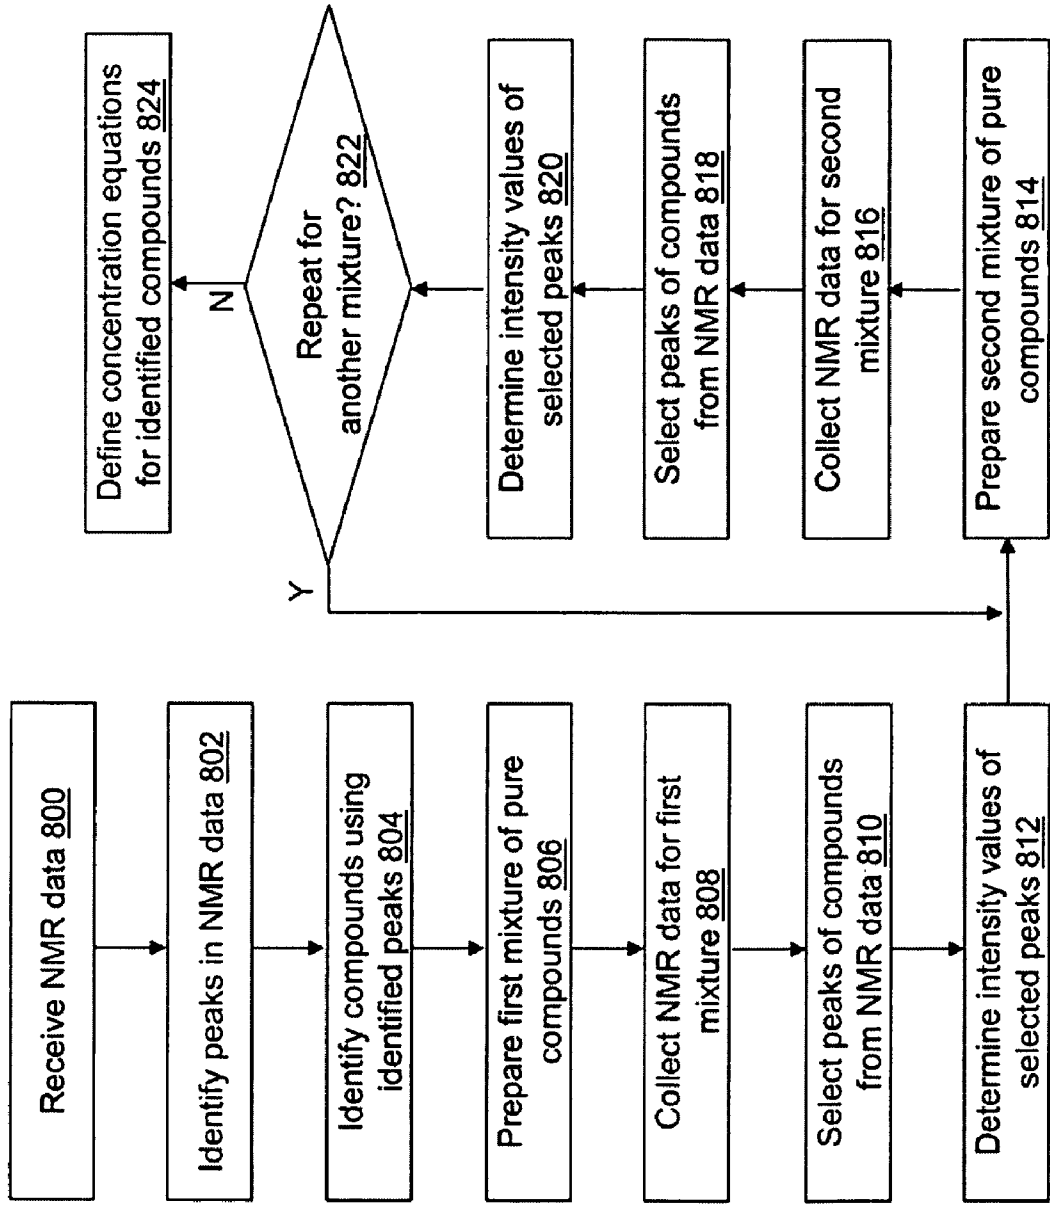 Receive NMR data 800
Identify peaks in NMR data 802
Identify compounds using
identified peaks 804
Prepare first mixture of pure
compounds 806
Collect NMR data for first
mixture 808
Select peaks of compounds
from NMR data 810
Determine intensity values of
selected peaks 812
Prepare second mixture of pure
compounds 814
Collect NMR data for second
mixture 816
Select peaks of compounds
from NMR data 818
Determine intensity values of
selected peaks 820
Repeat for
another mixture? 822
Y
N
Define concentration equations
for identified compounds 824